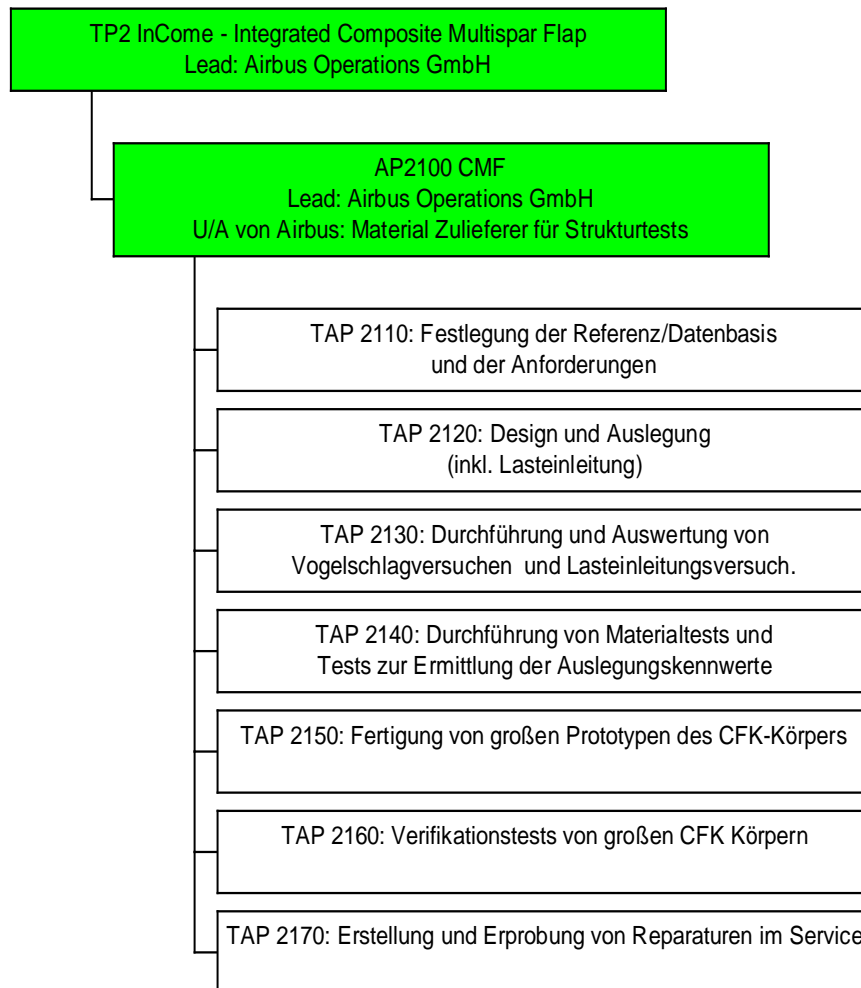 TP2 InCome - Integrated Composite Multispar Flap
Lead: Airbus Operations GmbH
AP2100 CMF
Lead: Airbus Operations GmbH
U/A von Airbus: Material Zulieferer für Strukturtests
TAP 2110: Festlegung der Referenz/Datenbasis
und der Anforderungen
TAP 2120: Design und Auslegung
(inkl. Lasteinleitung)
TAP 2130: Durchführung und Auswertung von
Vogelschlagversuchen und Lasteinleitungsversuch.
TAP 2140: Durchführung von Materialtests und
Tests zur Ermittlung der Auslegungskennwerte
TAP 2150: Fertigung von großen Prototypen des CFK-Körpers
TAP 2160: Verifikationstests von großen CFK Körpern
TAP 2170: Erstellung und Erprobung von Reparaturen im Service